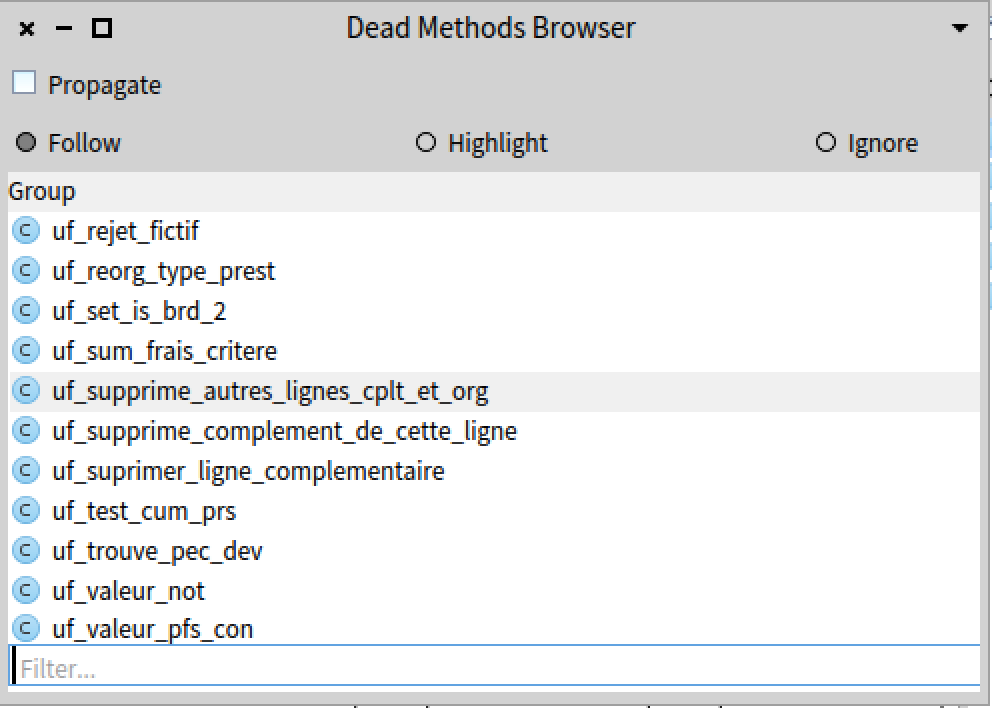 Dead Methods Browser
Propagate
Follow Highlight Ignore
Group
C uf_rejet_fictif
C uf_reorg_type_prest
C uf_set_is_brd_2
C uf_sum_frais_critere
C uf_supprime_autres_lignes_cplt_et_org
C uf_supprime_complement_de_cette_ligne
C uf_suprimer_ligne_complementaire
C uf_test_cum_prs
C uf_trouve_pec_dev
C uf_valeur_not
C uf_valeur_pfs_con
Filter...